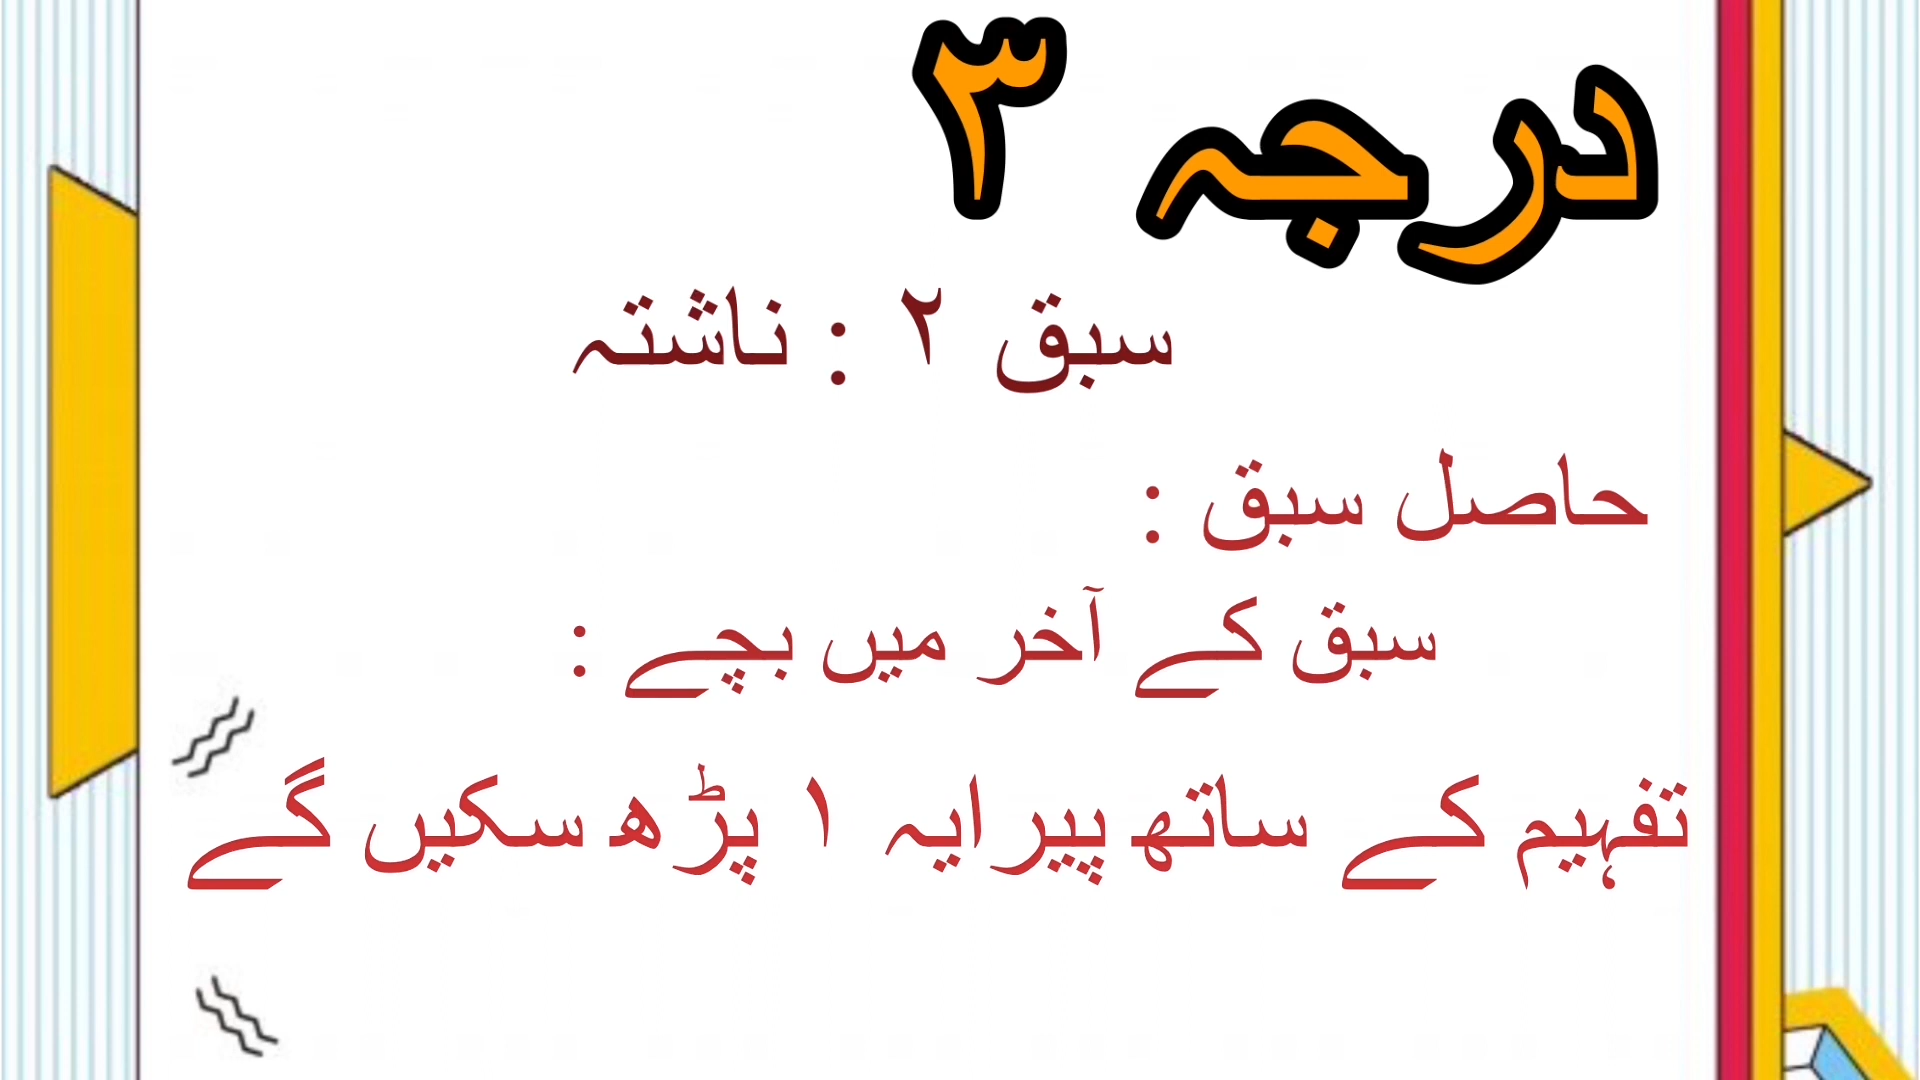 درجہ ۳
سبق ۲ : ناشتہ
حاصل سبق :
سبق کے آخر میں بچے :
تفہیم کے ساتھ پیرایہ ۱ پڑھ سکیں گے